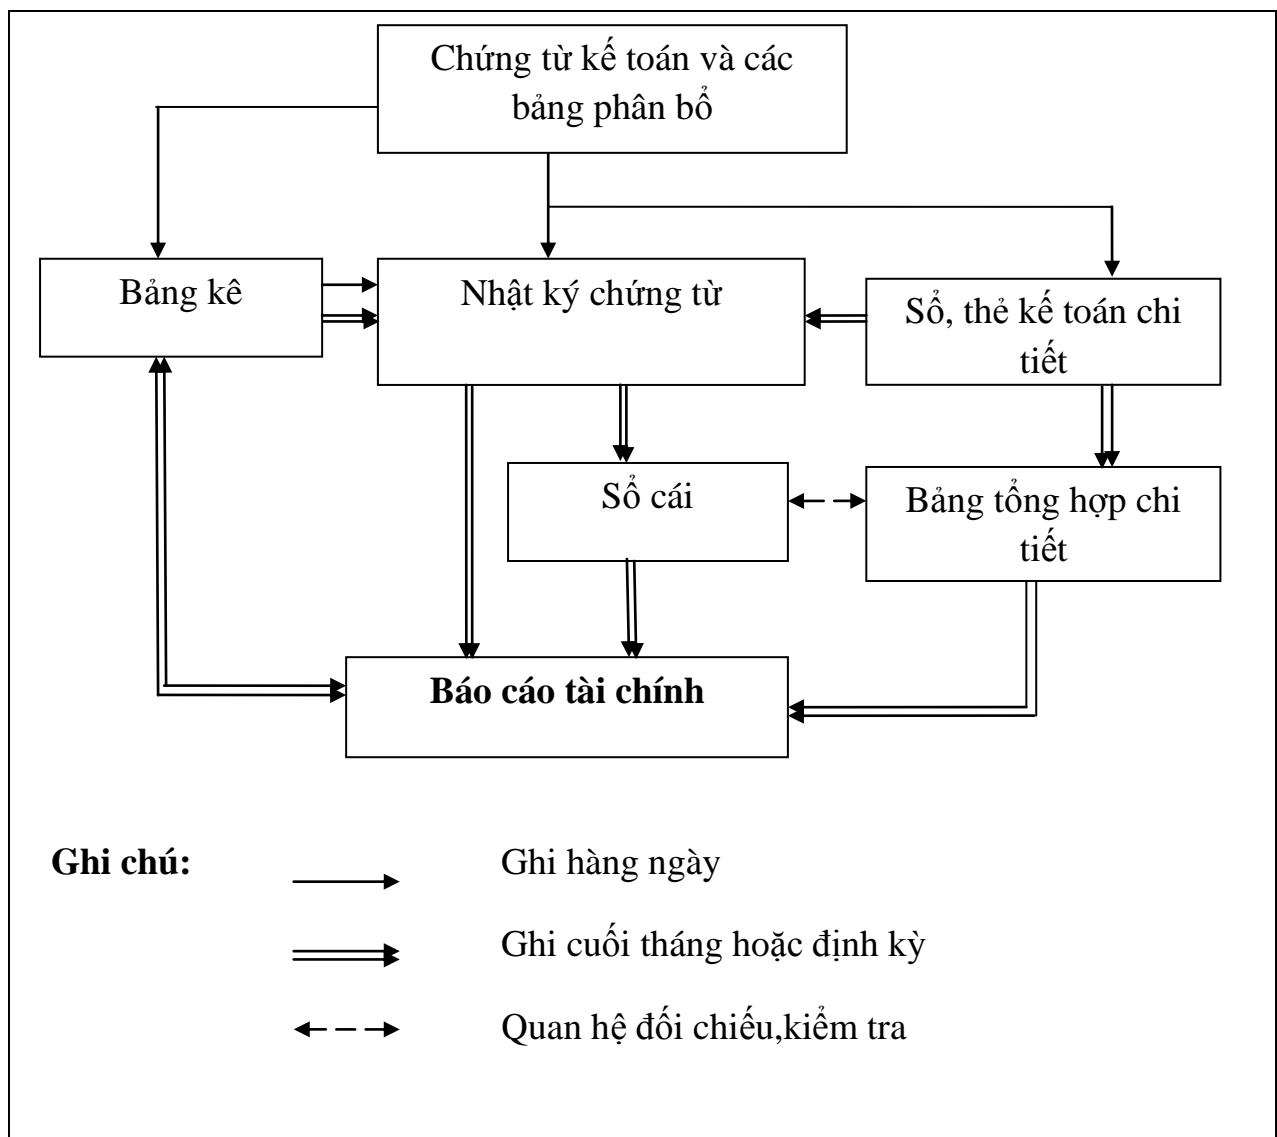 Chứng từ kế toán và các
bảng phân bổ
Bảng kê
Nhật ký chứng từ
Sổ, thẻ kế toán chi
tiết
Sổ cái
Bảng tổng hợp chi
tiết
Báo cáo tài chính
Ghi chú:
Ghi hàng ngày
Ghi cuối tháng hoặc định kỳ
Quan hệ đối chiếu,kiểm tra